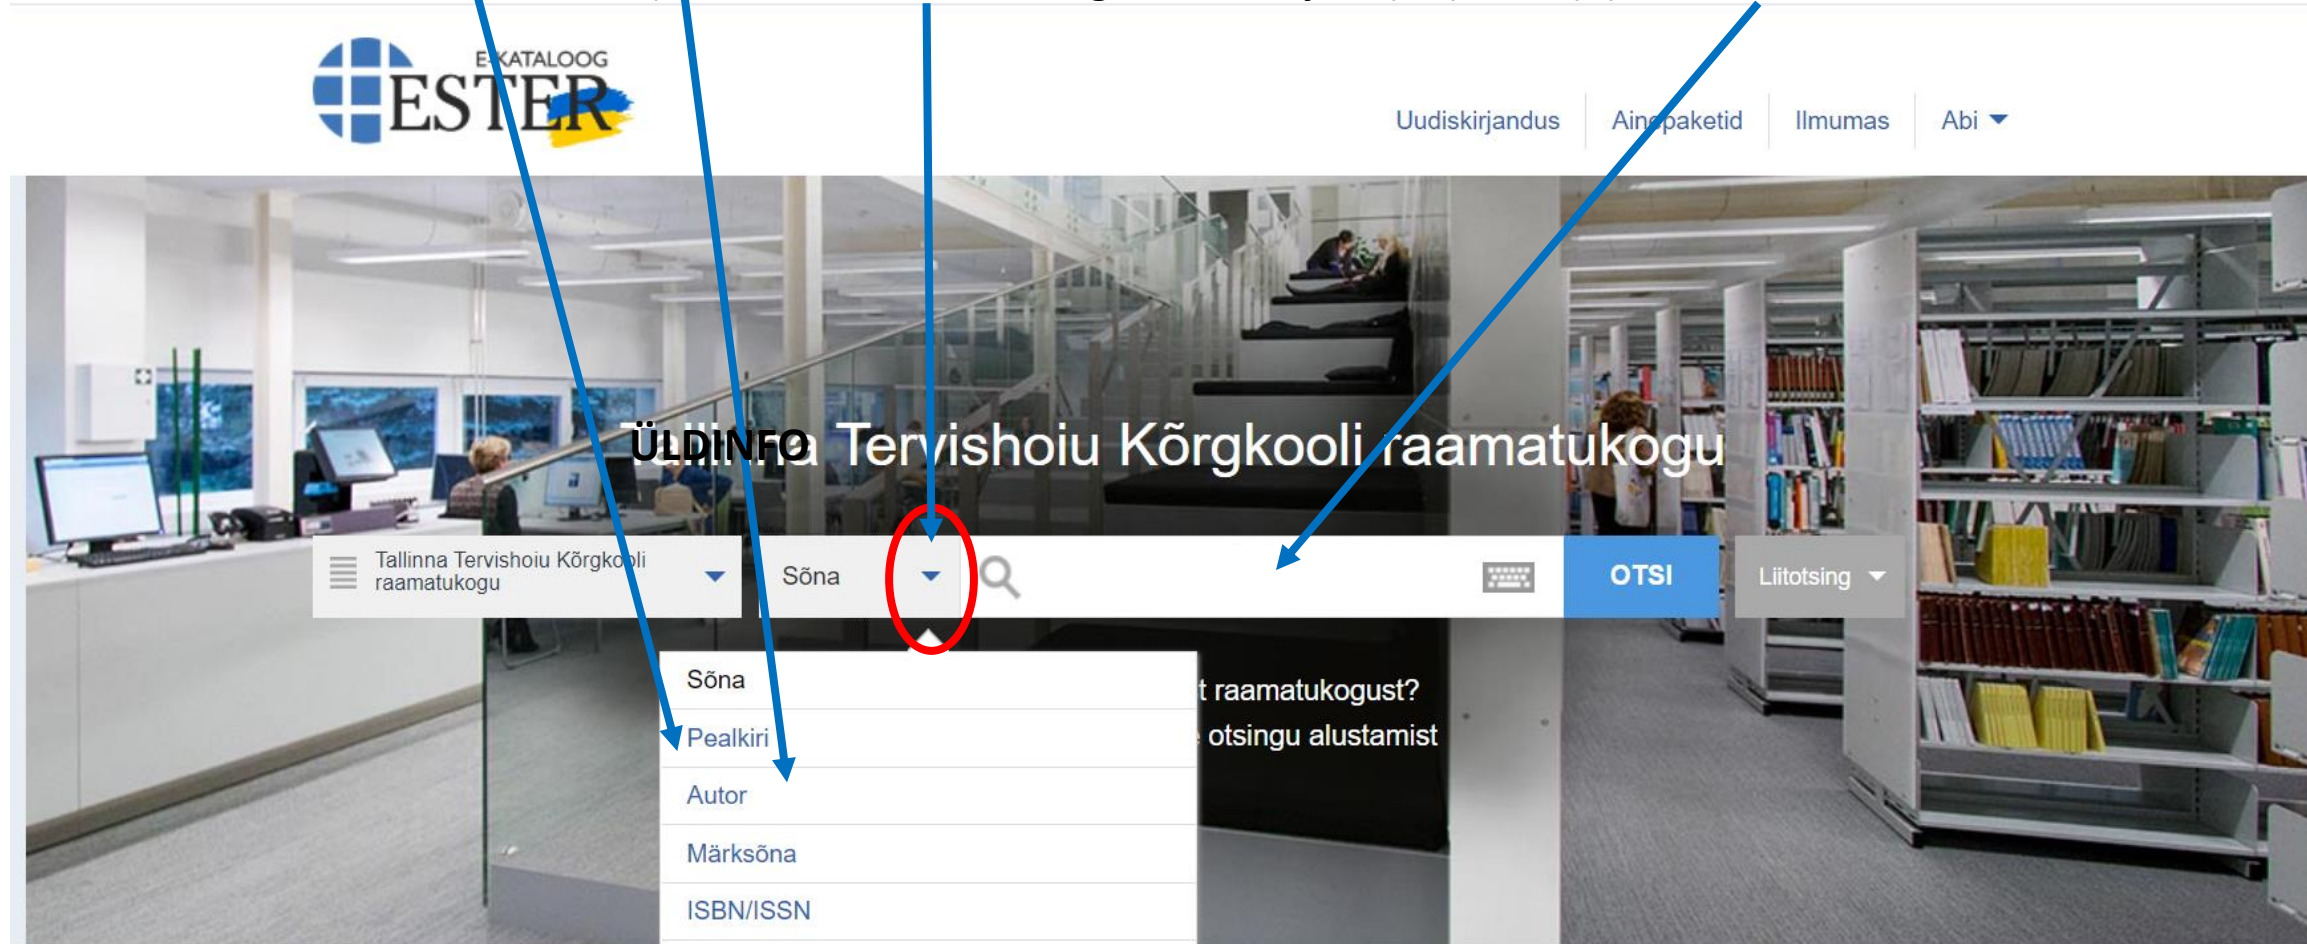 E-KATALOOG
ESTER
Uudiskirjandus
Ainepaketid
Ilmumas
Abi
Tallinna Tervishoiu Kõrgkooli raamatukogu
ÜLDINFO
Tallinna Tervishoiu Kõrgkooli
raamatukogu
Sõna
OTSI
Liitotsing
Sõna
Pealkiri
Autor
Märksõna
ISBN/ISSN
raamatukogust?
otsingu alustamist